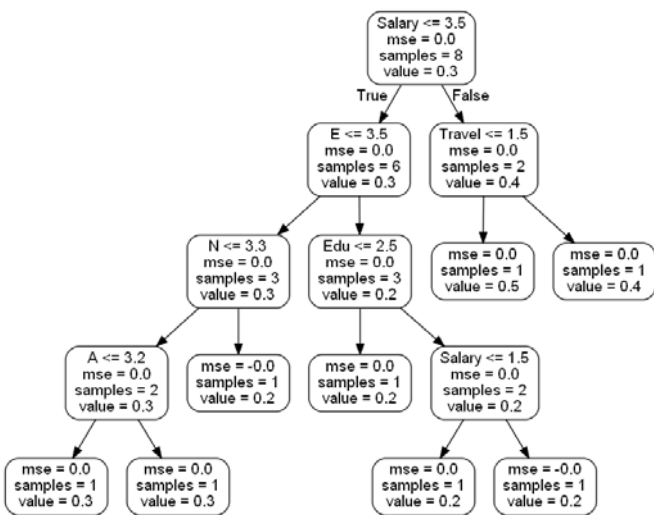 Salary <= 3.5
mse = 0.0
samples = 8
value = 0.3
True
False
E <= 3.5
mse = 0.0
samples = 6
value = 0.3
Travel <= 1.5
mse = 0.0
samples = 2
value = 0.4
N <= 3.3
mse = 0.0
samples = 3
value = 0.3
Edu <= 2.5
mse = 0.0
samples = 3
value = 0.2
mse = 0.0
samples = 1
value = 0.5
mse = 0.0
samples = 1
value = 0.4
A <= 3.2
mse = 0.0
samples = 2
value = 0.3
mse = -0.0
samples = 1
value = 0.2
mse = 0.0
samples = 1
value = 0.2
Salary <= 1.5
mse = 0.0
samples = 2
value = 0.2
mse = 0.0
samples = 1
value = 0.3
mse = 0.0
samples = 1
value = 0.3
mse = 0.0
samples = 1
value = 0.2
mse = -0.0
samples = 1
value = 0.2